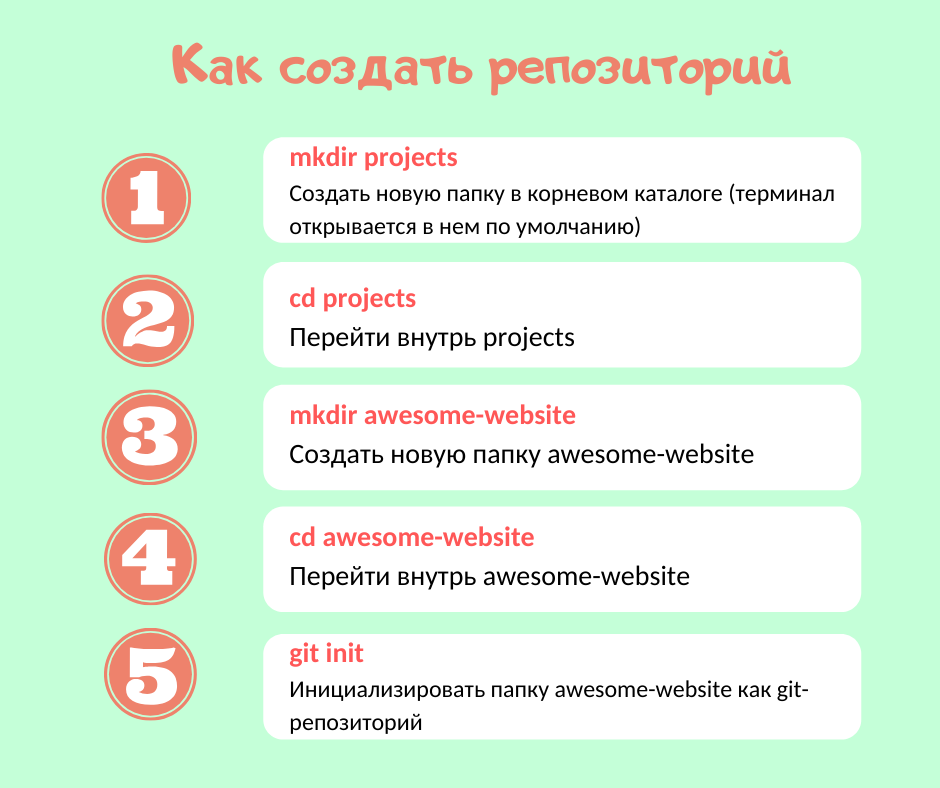 Как создать репозиторий
1
mkdir projects
Создать новую папку в корневом каталоге (терминал
открывается в нем по умолчанию)
2
cd projects
Перейти внутрь projects
3
mkdir awesome-website
Создать новую папку awesome-website
4
cd awesome-website
Перейти внутрь awesome-website
5
git init
Инициализировать папку awesome-website как git-
репозиторий